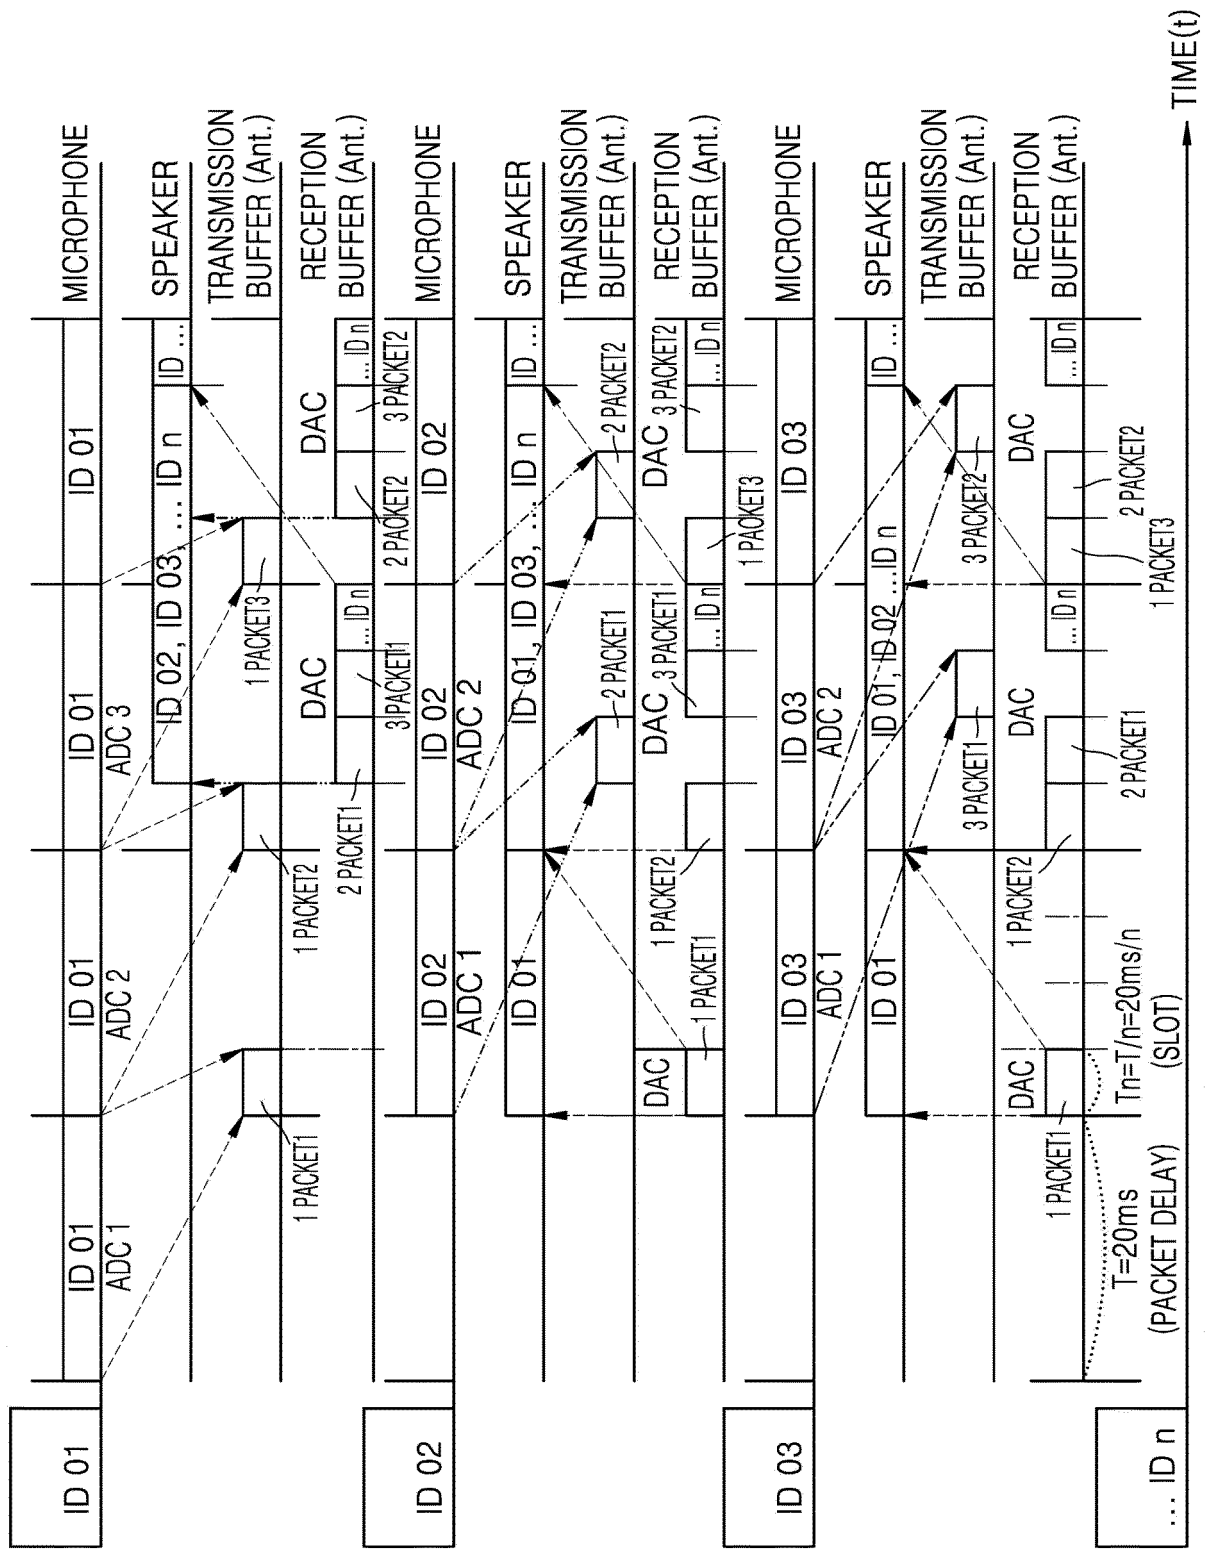 ID 01
ID 01
ADC 1
ID 01
ADC 2
ID 01
ADC 3
ID 01
MICROPHONE
ID 02, ID 03, ... ID n
ID ...
SPEAKER
1 PACKET1
1 PACKET2
1 PACKET3
TRANSMISSION
BUFFER (Ant.)
DAC
DAC
2 PACKET1
3 PACKET1
... ID n
2 PACKET2
3 PACKET2
... ID n
RECEPTION
BUFFER (Ant.)
ID 02
ID 02
ADC 1
ID 02
ADC 2
ID 02
MICROPHONE
ID 01
ID 01, ID 03, ... ID n
ID ...
SPEAKER
2 PACKET1
2 PACKET2
TRANSMISSION
BUFFER (Ant.)
DAC
DAC
DAC
1 PACKET1
1 PACKET2
3 PACKET1
... ID n
1 PACKET3
3 PACKET2
... ID n
RECEPTION
BUFFER (Ant.)
ID 03
ID 03
ADC 1
ID 03
ADC 2
ID 03
MICROPHONE
ID 01
ID 01, ID 02 ...ID n
ID ...
SPEAKER
3 PACKET1
3 PACKET2
TRANSMISSION
BUFFER (Ant.)
DAC
DAC
DAC
1 PACKET1
1 PACKET2
2 PACKET1
... ID n
1 PACKET3
2 PACKET2
... ID n
RECEPTION
BUFFER (Ant.)
T=20ms
(PACKET DELAY)
Tn=T/n=20ms/n
(SLOT)
... ID n
TIME(t)